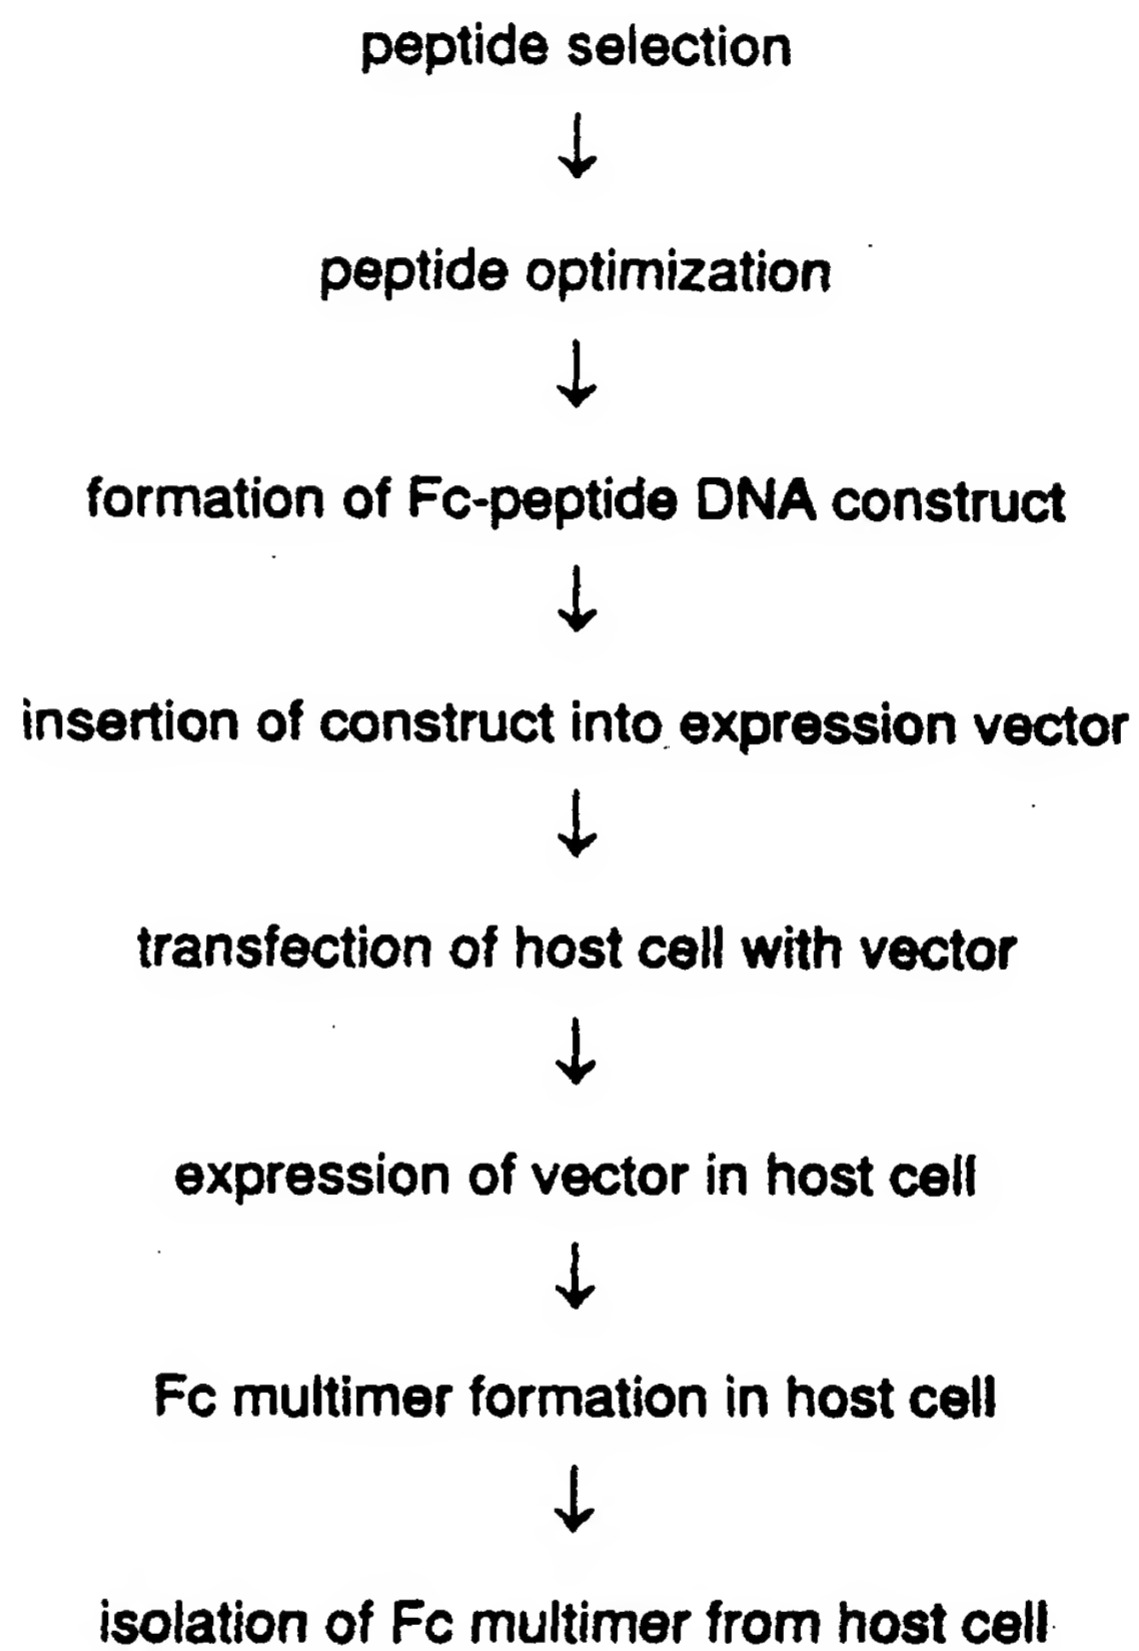 peptide selection
↓
peptide optimization
↓
formation of Fc-peptide DNA construct
↓
insertion of construct into expression vector
↓
transfection of host cell with vector
↓
expression of vector in host cell
↓
Fc multimer formation in host cell
↓
isolation of Fc multimer from host cell